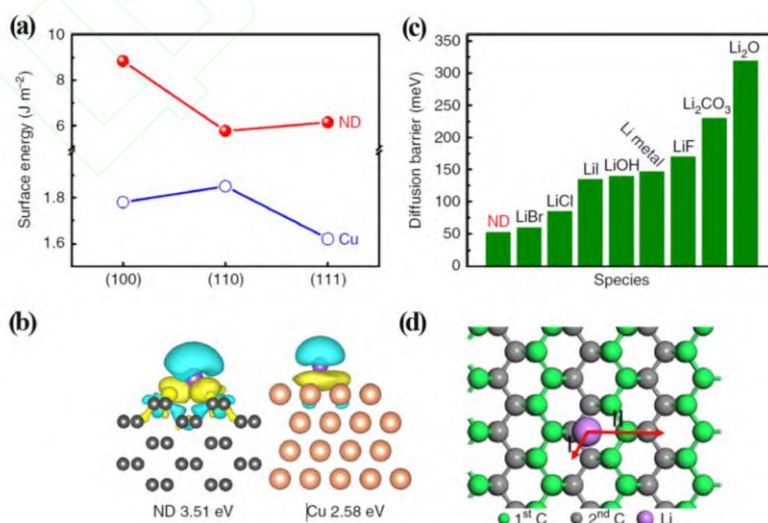 (a)
10
8
6
1.8
1.6
Surface energy (J m⁻²)
ND
Cu
(100)
(110)
(111)
(c)
350
300
250
200
150
100
50
0
Diffusion barrier (meV)
ND
LiBr
LiCl
LiI
LiOH
Li metal
LiF
Li₂CO₃
Li₂O
Species
(b)
ND 3.51 eV
Cu 2.58 eV
(d)
1ˢᵗ C
2ⁿᵈ C
Li